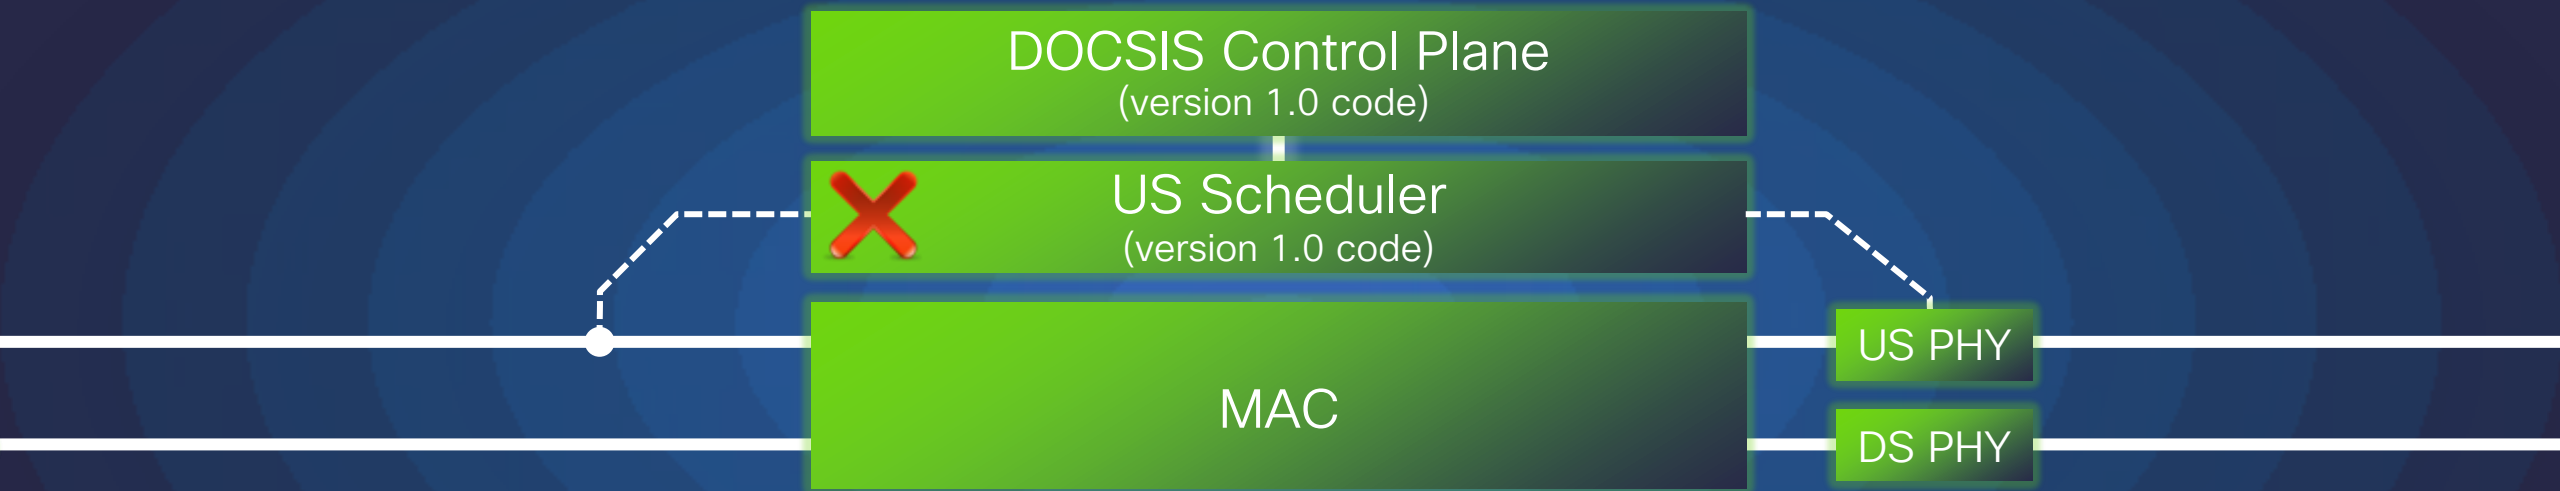 DOCSIS Control Plane
(version 1.0 code)
US Scheduler
(version 1.0 code)
MAC
US PHY
DS PHY